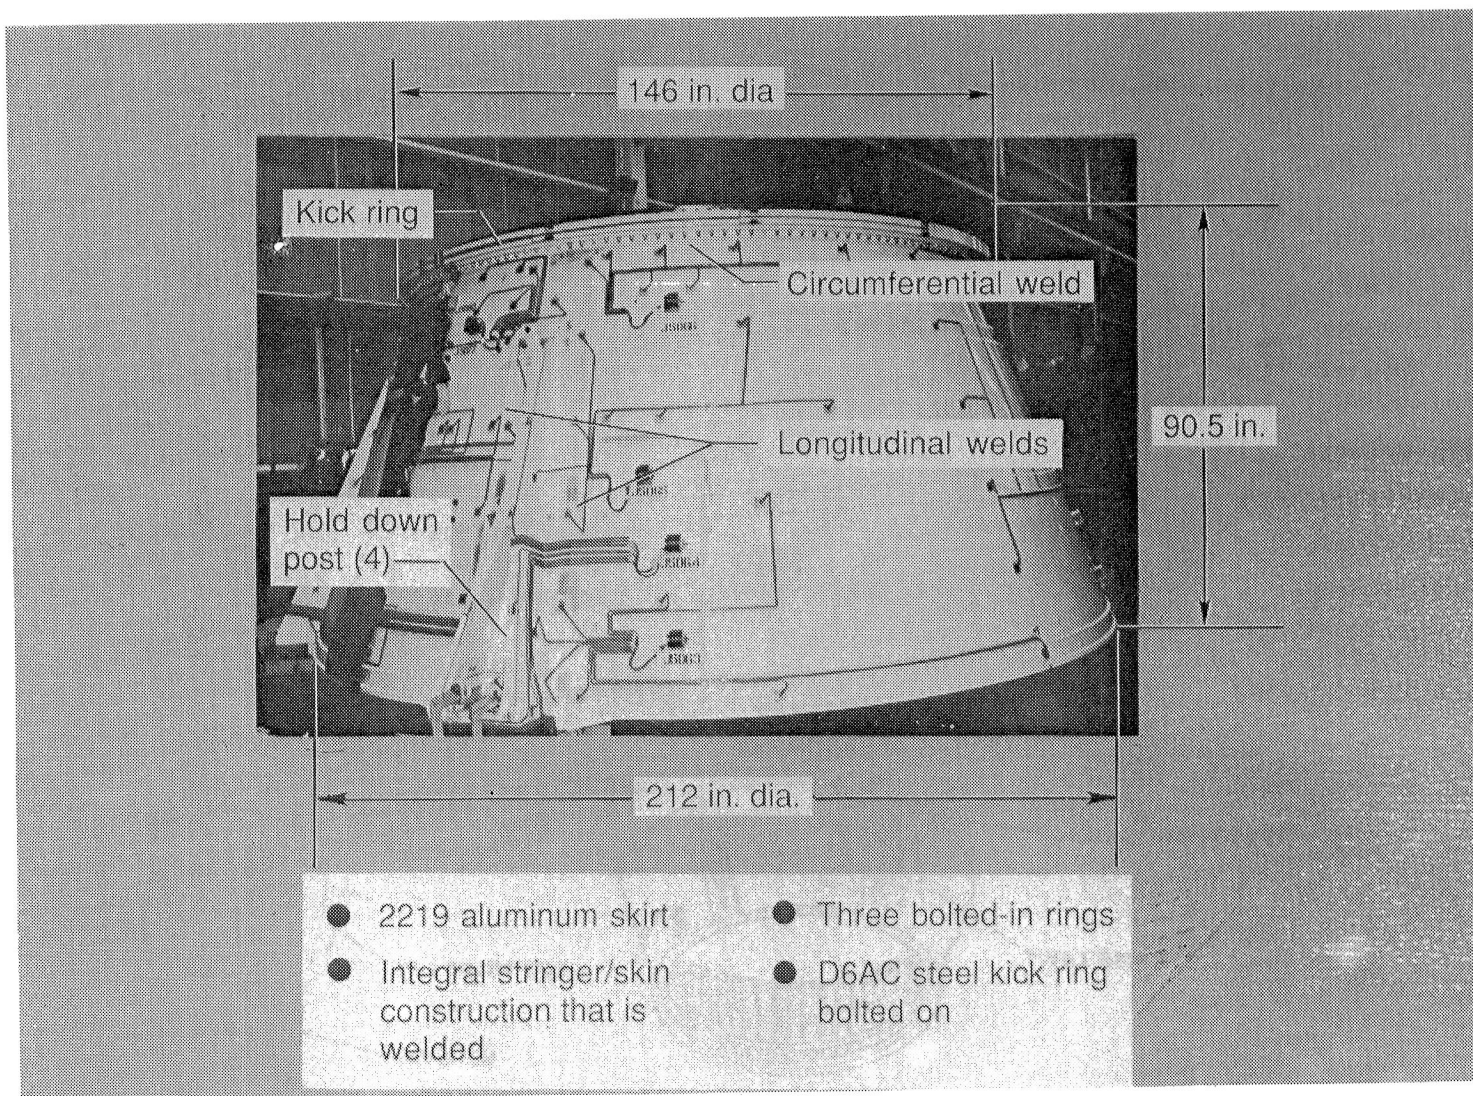 146 in. dia
Kick ring
Circumferential weld
90.5 in.
Longitudinal welds
Hold down
post (4)
212 in. dia.
● 2219 aluminum skirt
● Integral stringer/skin
construction that is
welded
● Three bolted-in rings
● D6AC steel kick ring
bolted on